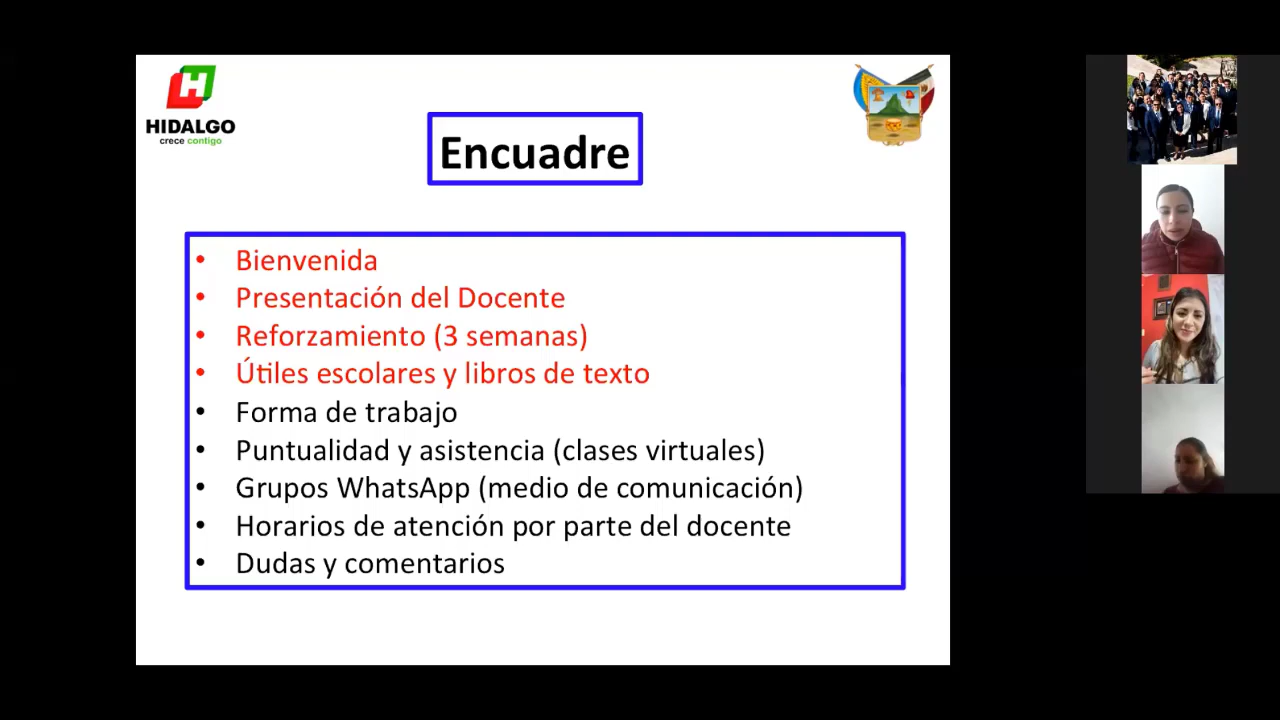 HIDALGO
crece contigo
Encuadre
• Bienvenida
• Presentación del Docente
• Reforzamiento (3 semanas)
• Útiles escolares y libros de texto
• Forma de trabajo
• Puntualidad y asistencia (clases virtuales)
• Grupos WhatsApp (medio de comunicación)
• Horarios de atención por parte del docente
• Dudas y comentarios